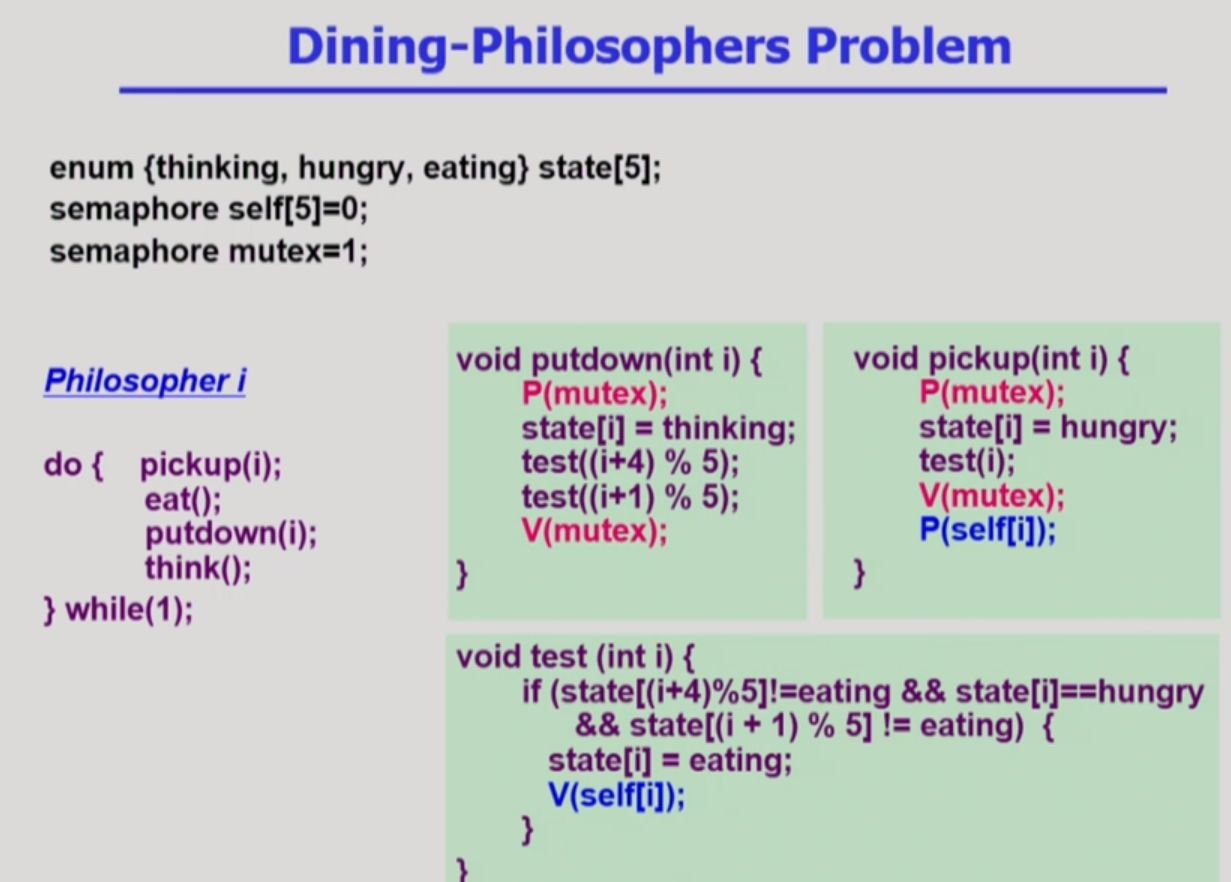 Dining-Philosophers Problem
enum {thinking, hungry, eating} state[5];
semaphore self[5]=0;
semaphore mutex=1;
Philosopher i
do { pickup(i);
eat();
putdown(i);
think();
} while(1);
void putdown(int i) {
P(mutex);
state[i] = thinking;
test((i+4) % 5);
test((i+1) % 5);
V(mutex);
}
void pickup(int i) {
P(mutex);
state[i] = hungry;
test(i);
V(mutex);
P(self[i]);
}
void test (int i) {
if (state[(i+4)%5]!=eating && state[i]==hungry
&& state[(i + 1) % 5] != eating) {
state[i] = eating;
V(self[i]);
}
}